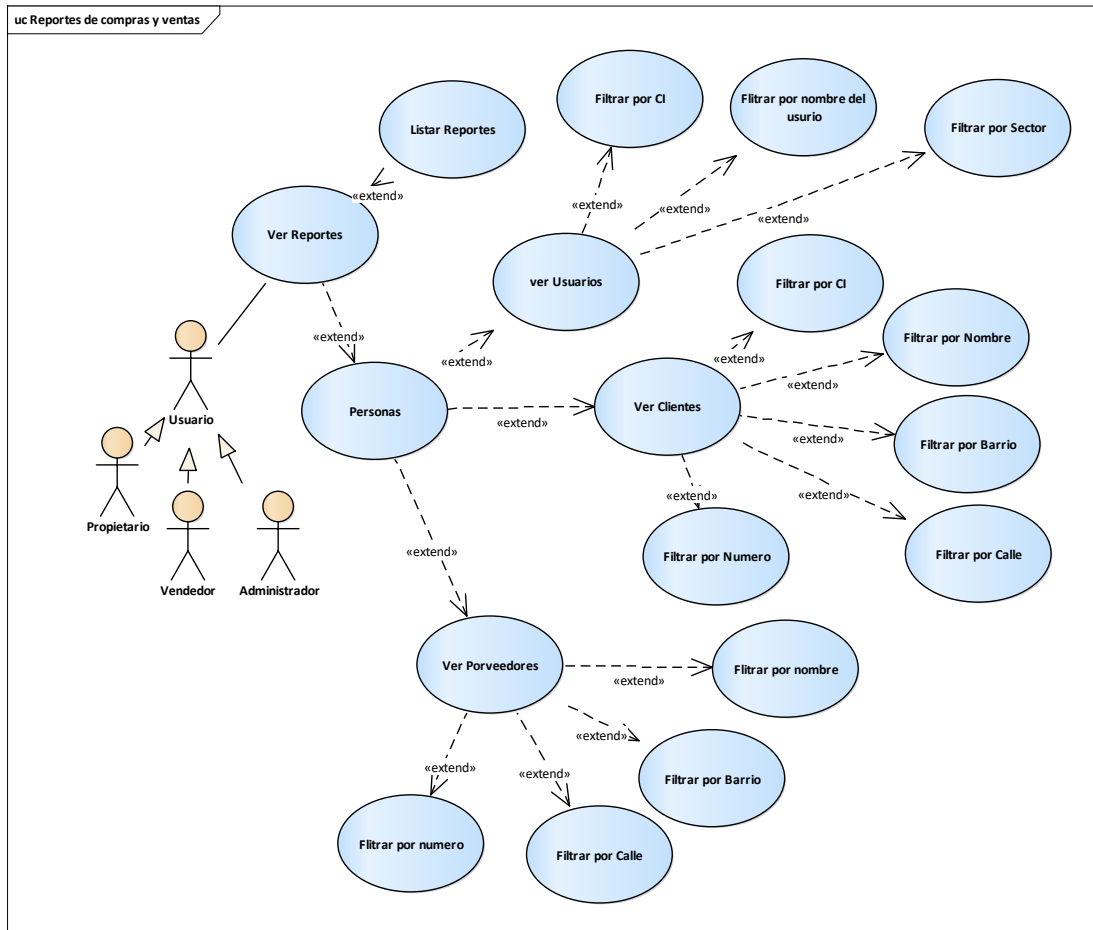 uc Reportes de compras y ventas
Listar Reportes
«extend»
Ver Reportes
Filtrar por CI
Flitrar por nombre del
usurio
Filtrar por Sector
«extend»
«extend»
«extend»
ver Usuarios
«extend»
Filtrar por CI
«extend»
«extend»
Filtrar por Nombre
«extend»
Personas
«extend»
Ver Clientes
«extend»
Filtrar por Barrio
«extend»
«extend»
Filtrar por Calle
Filtrar por Numero
Usuario
Propietario
Vendedor
Administrador
«extend»
Ver Porveedores
«extend»
Flitrar por nombre
«extend»
Filtrar por Barrio
«extend»
«extend»
Flitrar por numero
Filtrar por Calle